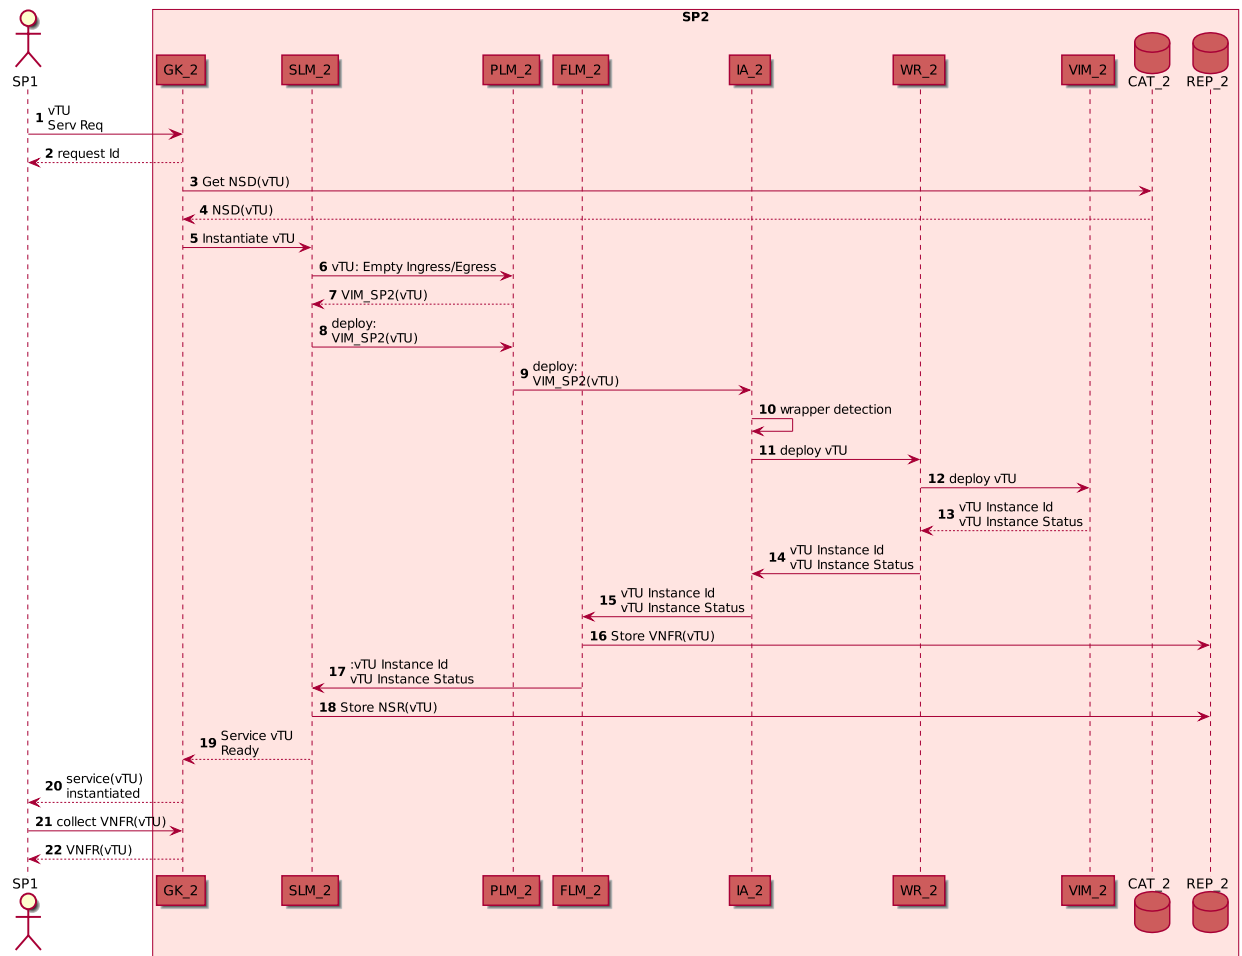 SP2
SP1
GK_2
SLM_2
PLM_2
FLM_2
IA_2
WR_2
VIM_2
CAT_2
REP_2
1 vTU
Serv Req
2 request Id
3 Get NSD(vTU)
4 NSD(vTU)
5 Instantiate vTU
6 vTU: Empty Ingress/Egress
7 VIM_SP2(vTU)
8 deploy:
VIM_SP2(vTU)
9 deploy:
VIM_SP2(vTU)
10 wrapper detection
11 deploy vTU
12 deploy vTU
13 vTU Instance Id
vTU Instance Status
14 vTU Instance Id
vTU Instance Status
15 vTU Instance Id
vTU Instance Status
16 Store VNFR(vTU)
17 :vTU Instance Id
vTU Instance Status
18 Store NSR(vTU)
19 Service vTU
Ready
20 service(vTU)
instantiated
21 collect VNFR(vTU)
22 VNFR(vTU)
SP1
GK_2
SLM_2
PLM_2
FLM_2
IA_2
WR_2
VIM_2
CAT_2
REP_2